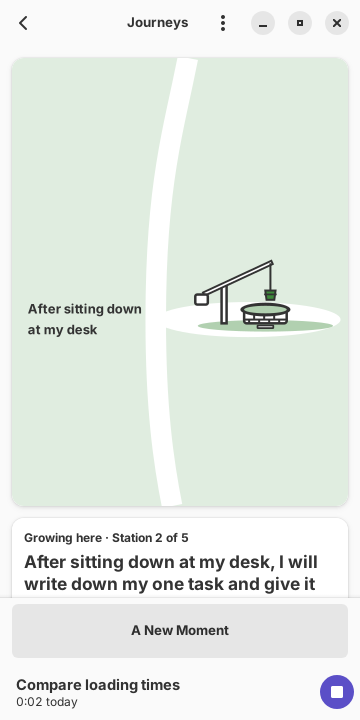 Journeys
After sitting down
at my desk
Growing here · Station 2 of 5
After sitting down at my desk, I will
write down my one task and give it
A New Moment
Compare loading times
0:02 today